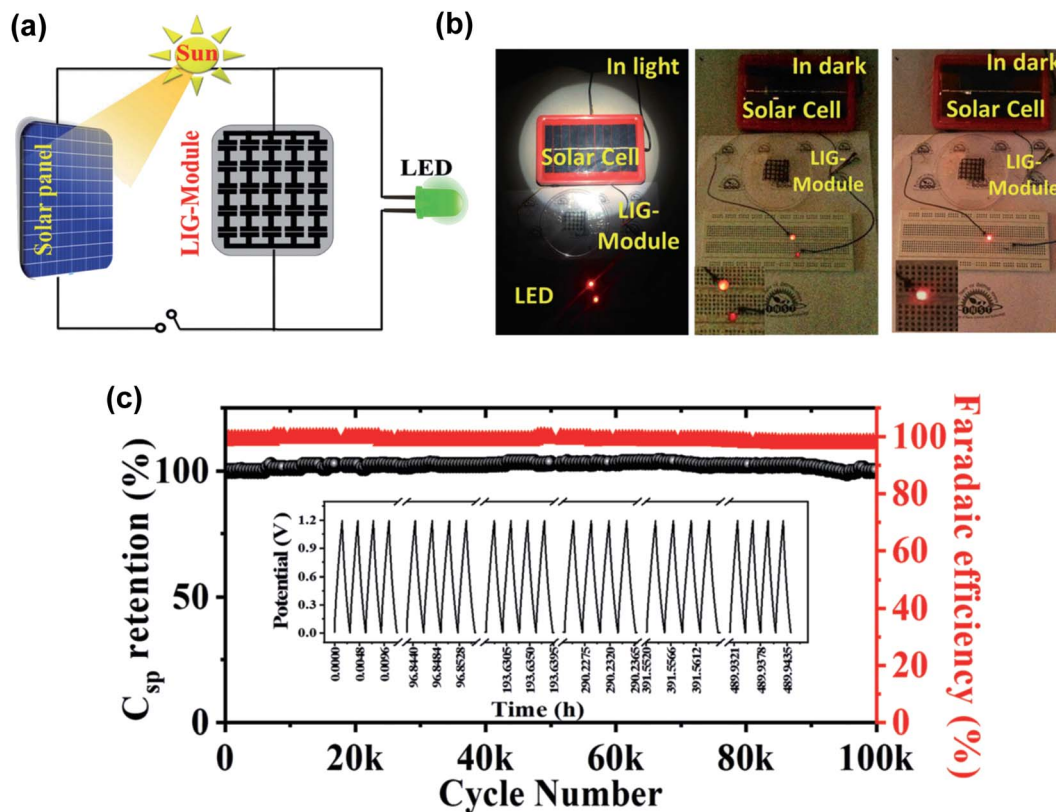 (a)
Sun
Solar panel
LIG-Module
LED
(b)
In light
Solar Cell
LIG-
Module
LED
In dark
Solar Cell
LIG-
Module
INST
In dark
Solar Cell
LIG-
Module
INST
(c)
C_sp retention (%)
100
50
0
Faradaic efficiency (%)
100
80
60
40
20
0
Potential (V)
1.2
0.9
0.6
0.3
0.0
0.0000
0.0048
0.0096
96.8440
96.8484
96.8528
193.6305
193.6350
193.6395
290.2275
290.2320
290.2365
391.5520
391.5566
391.5612
489.9321
489.9378
489.9435
Time (h)
0
20k
40k
60k
80k
100k
Cycle Number